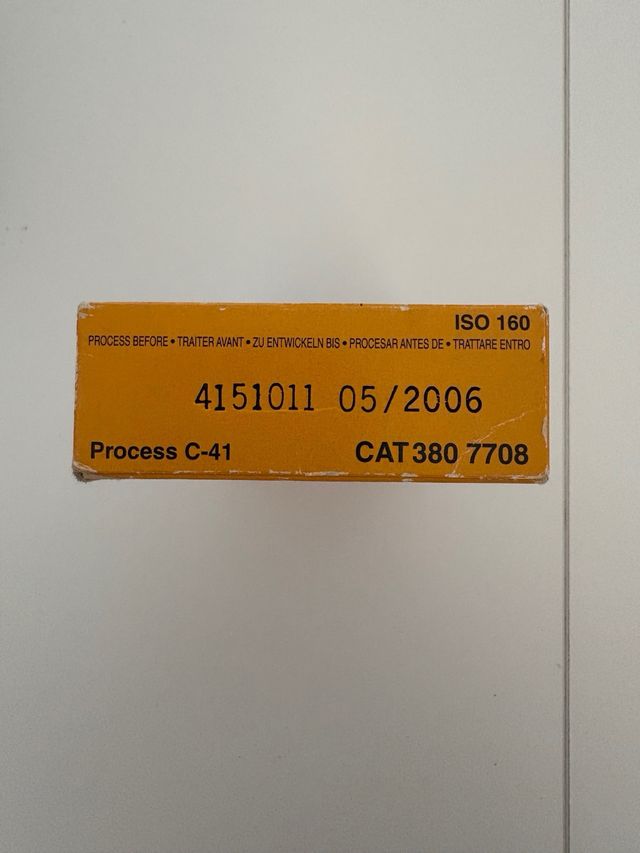 ISO 160
PROCESS BEFORE • TRAITER AVANT • ZU ENTWICKELN BIS • PROCESAR ANTES DE • TRATTARE ENTRO
4151011 05/2006
Process C-41 CAT 380 7708